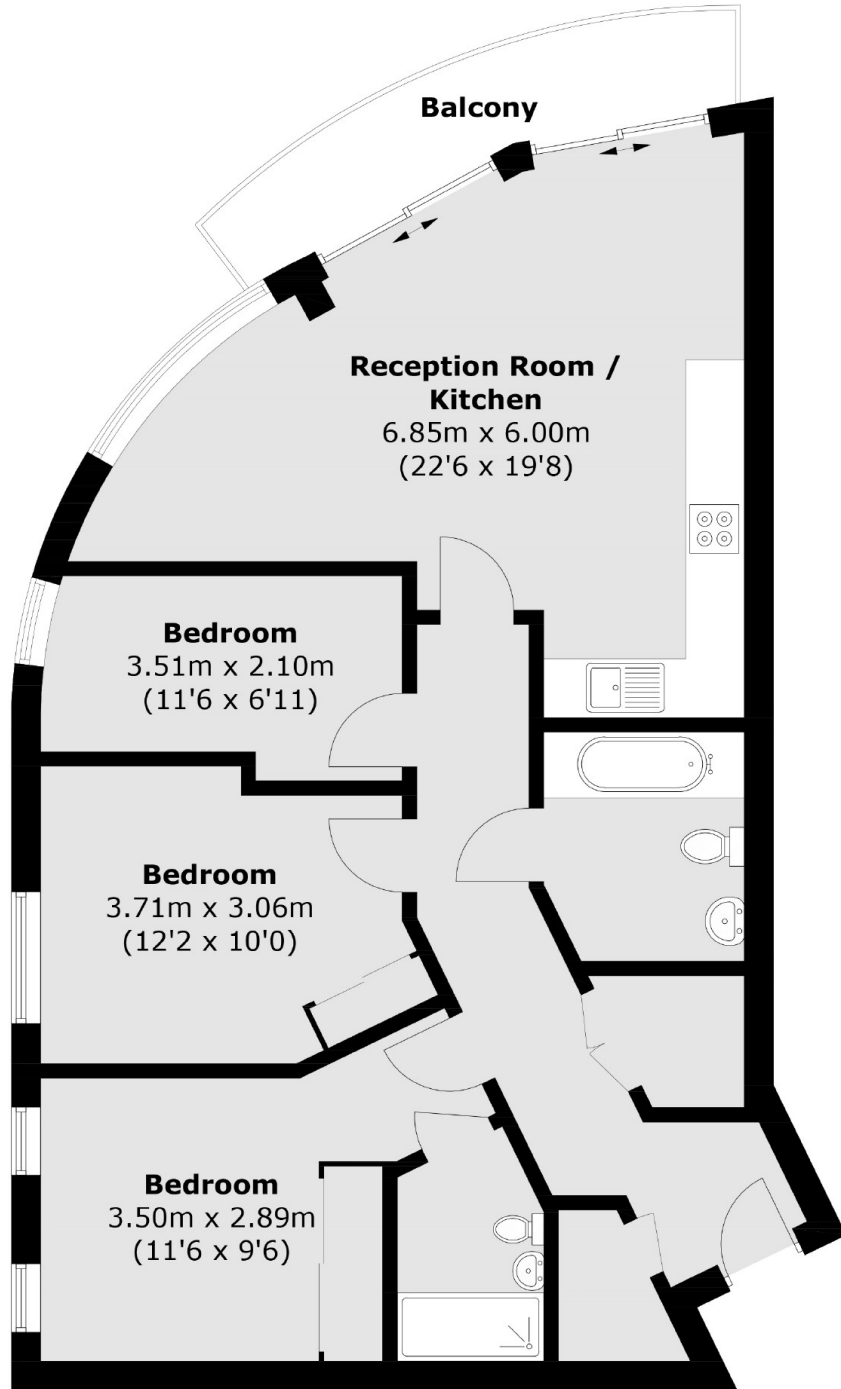 Balcony
Reception Room /
Kitchen
6.85m x 6.00m
(22'6 x 19'8)
Bedroom
3.51m x 2.10m
(11'6 x 6'11)
Bedroom
3.71m x 3.06m
(12'2 x 10'0)
Bedroom
3.50m x 2.89m
(11'6 x 9'6)